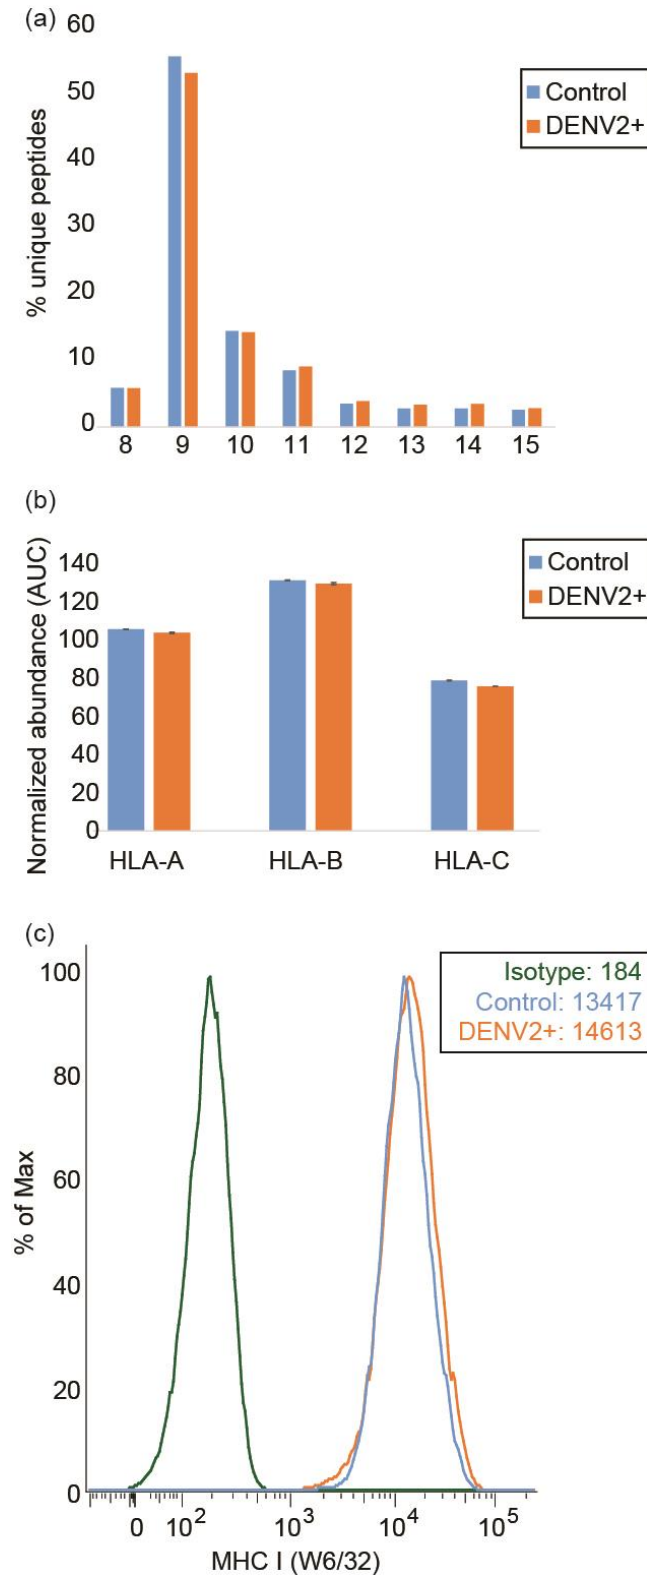 (a)
60
50
40
30
20
10
0
% unique peptides
Control
DENV2+
8 9 10 11 12 13 14 15
(b)
140
120
100
80
60
40
20
0
Normalized abundance (AUC)
Control
DENV2+
HLA-A HLA-B HLA-C
(c)
100
80
60
40
20
0
% of Max
Isotype: 184
Control: 13417
DENV2+: 14613
0 10² 10³ 10⁴ 10⁵
MHC I (W6/32)